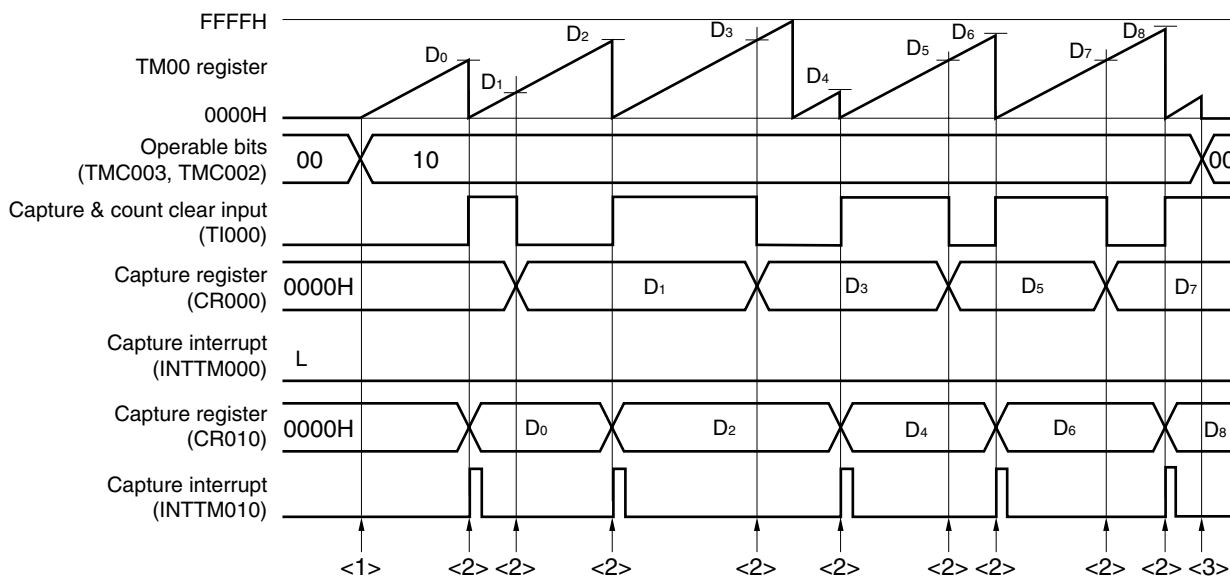 FFFFH
TM00 register
0000H
D0
D1
D2
D3
D4
D5
D6
D7
D8
Operable bits
(TMC003, TMC002)
00
10
00
Capture & count clear input
(TI000)
Capture register
(CR000)
0000H
D1
D3
D5
D7
Capture interrupt
(INTTM000)
L
Capture register
(CR010)
0000H
D0
D2
D4
D6
D8
Capture interrupt
(INTTM010)
<1> <2> <2> <2> <2> <2> <2> <2> <2> <2> <3>